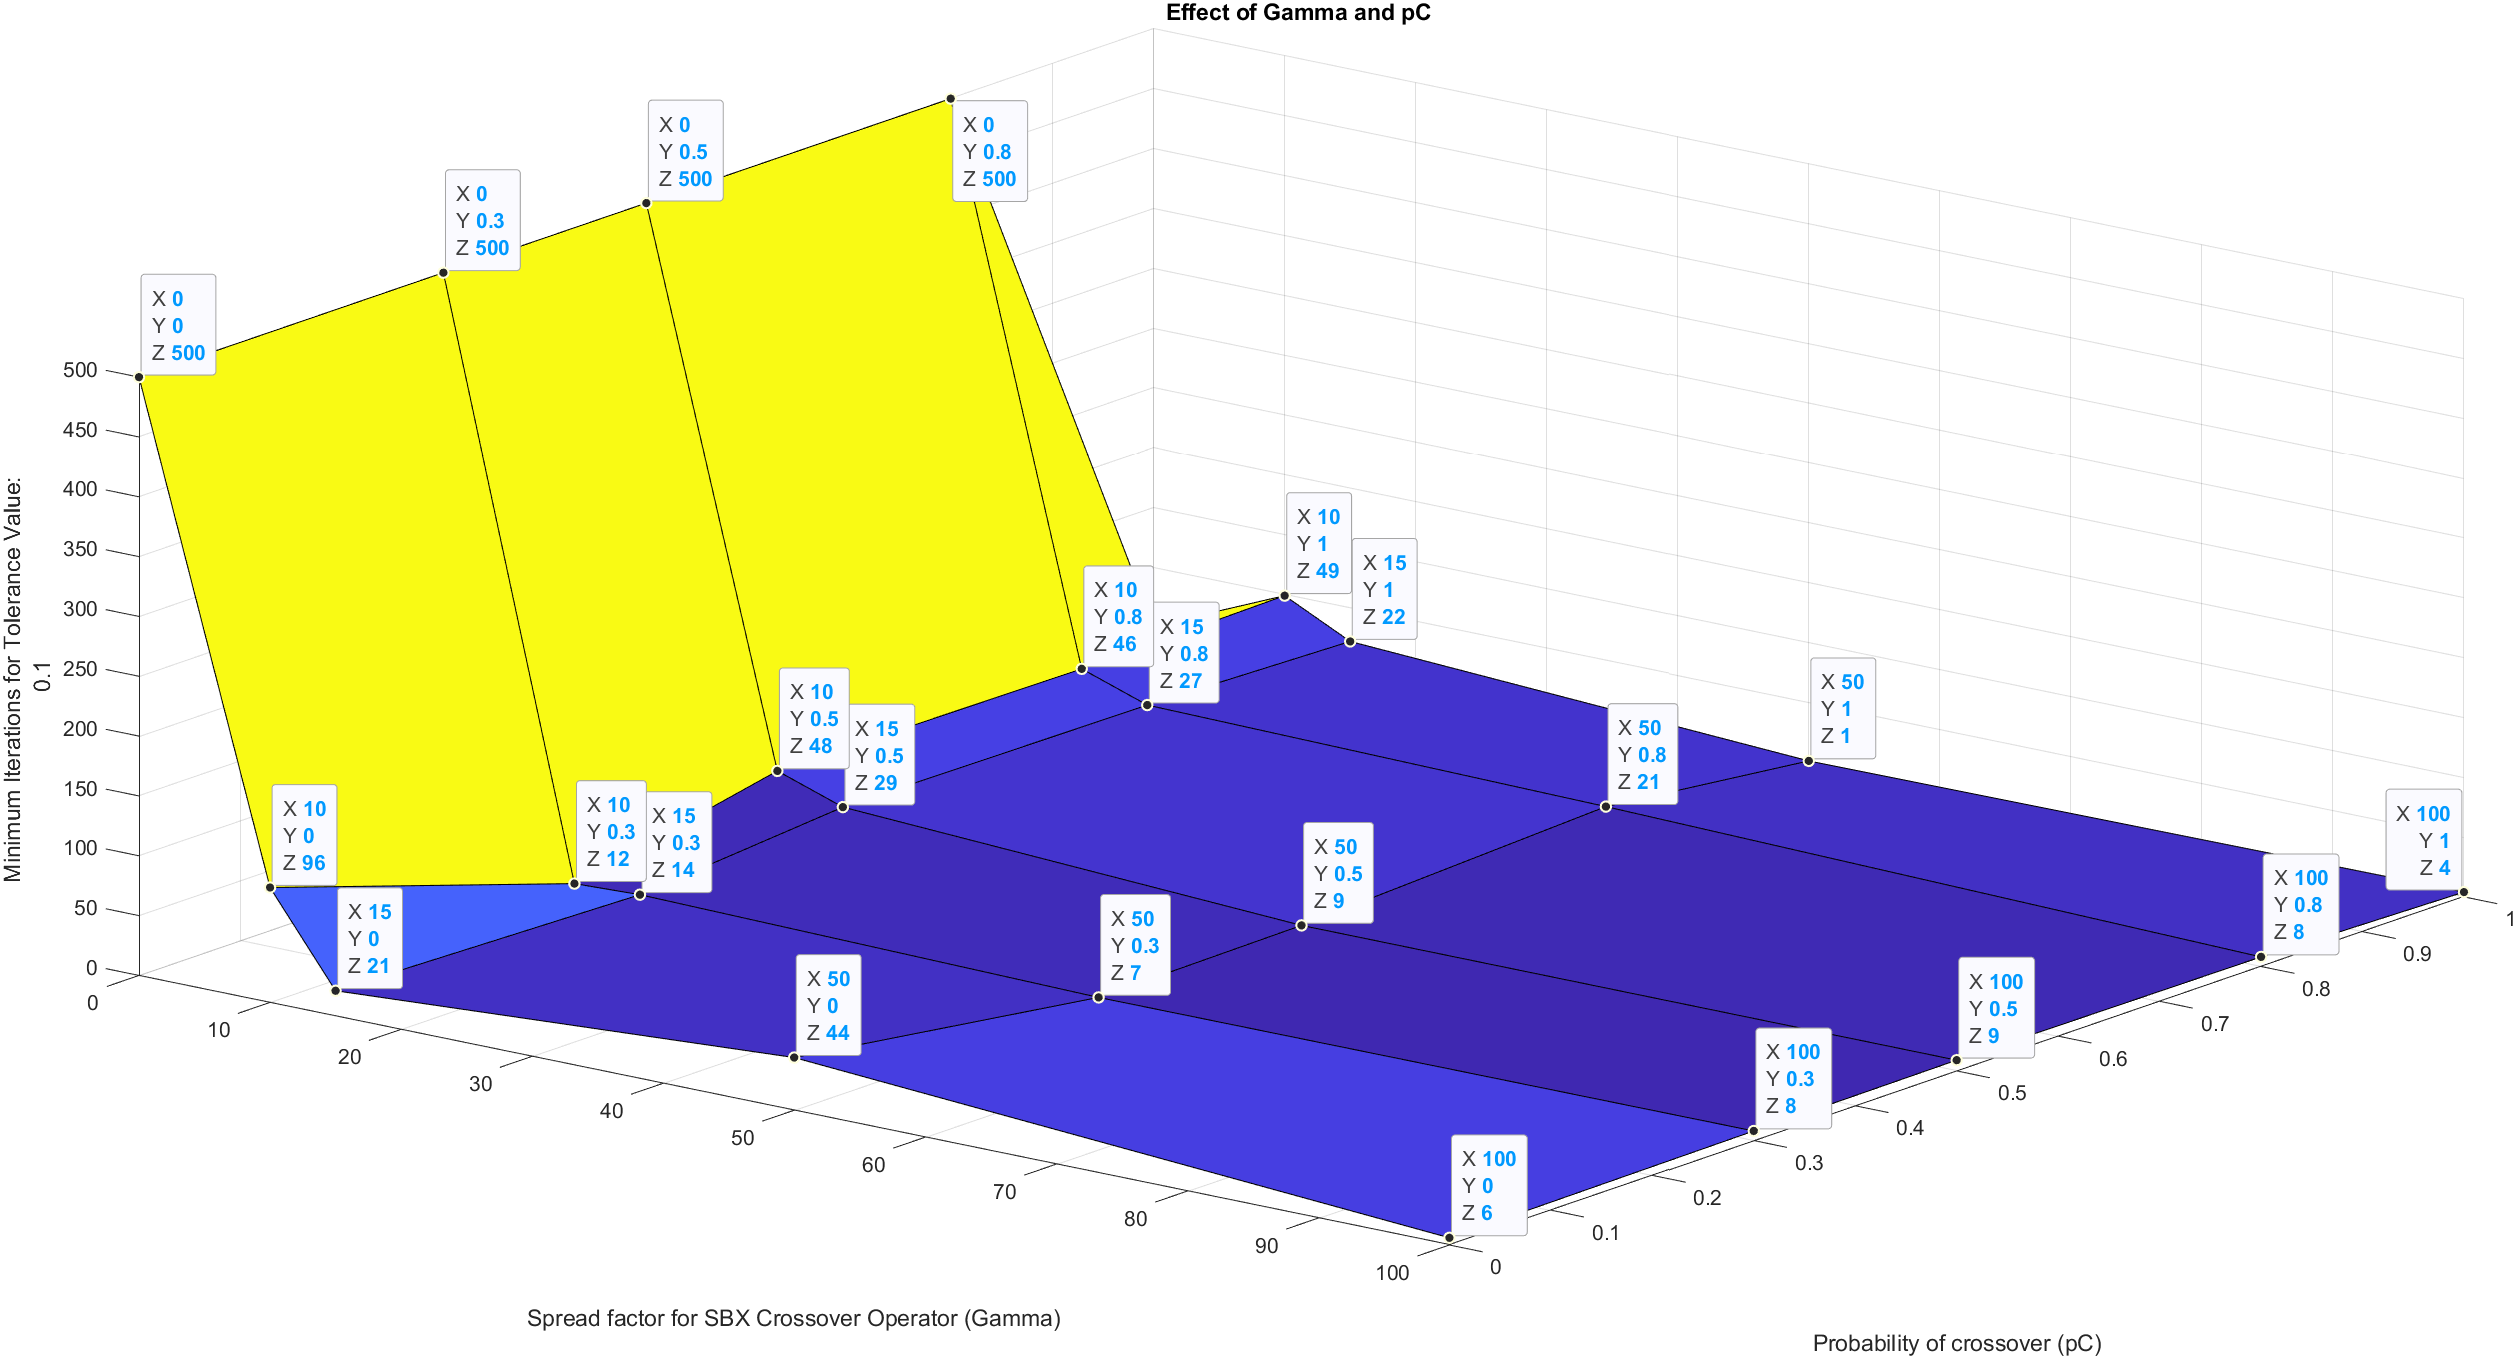 Effect of Gamma and pC
X 0
Y 0.5
Z 500
X 0
Y 0.8
Z 500
X 0
Y 0.3
Z 500
X 0
Y 0
Z 500
500
450
400
350
300
250
200
150
100
50
0
Minimum Iterations for Tolerance Value:
0.1
X 10
Y 1
Z 49
X 15
Y 1
Z 22
X 10
Y 0.8
Z 46
X 15
Y 0.8
Z 27
X 50
Y 1
Z 1
X 10
Y 0.5
Z 48
X 15
Y 0.5
Z 29
X 50
Y 0.8
Z 21
X 10
Y 0
Z 96
X 10
Y 0.3
Z 12
X 15
Y 0.3
Z 14
X 50
Y 0.5
Z 9
X 100
Y 1
Z 4
X 100
Y 0.8
Z 8
X 15
Y 0
Z 21
X 50
Y 0.3
Z 7
X 50
Y 0
Z 44
X 100
Y 0.5
Z 9
X 100
Y 0.3
Z 8
X 100
Y 0
Z 6
0
10
20
30
40
50
60
70
80
90
100
0
0.1
0.2
0.3
0.4
0.5
0.6
0.7
0.8
0.9
1
Spread factor for SBX Crossover Operator (Gamma)
Probability of crossover (pC)